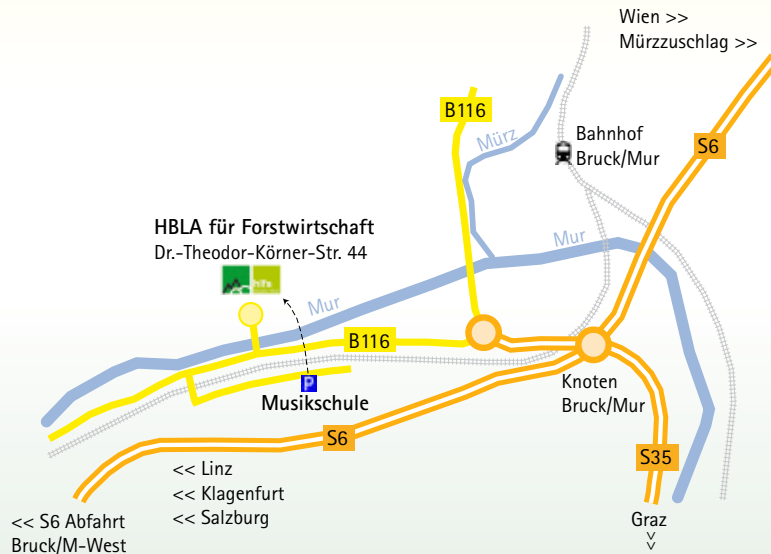 Wien >>
Mürzzuschlag >>
B116
Mürz
Bahnhof
Bruck/Mur
S6
HBLA für Forstwirtschaft
Dr.-Theodor-Körner-Str. 44
Mur
Mur
B116
P
Musikschule
Knoten
Bruck/Mur
S6
S35
<< Linz
<< Klagenfurt
<< Salzburg
<< S6 Abfahrt
Bruck/M-West
Graz
>>